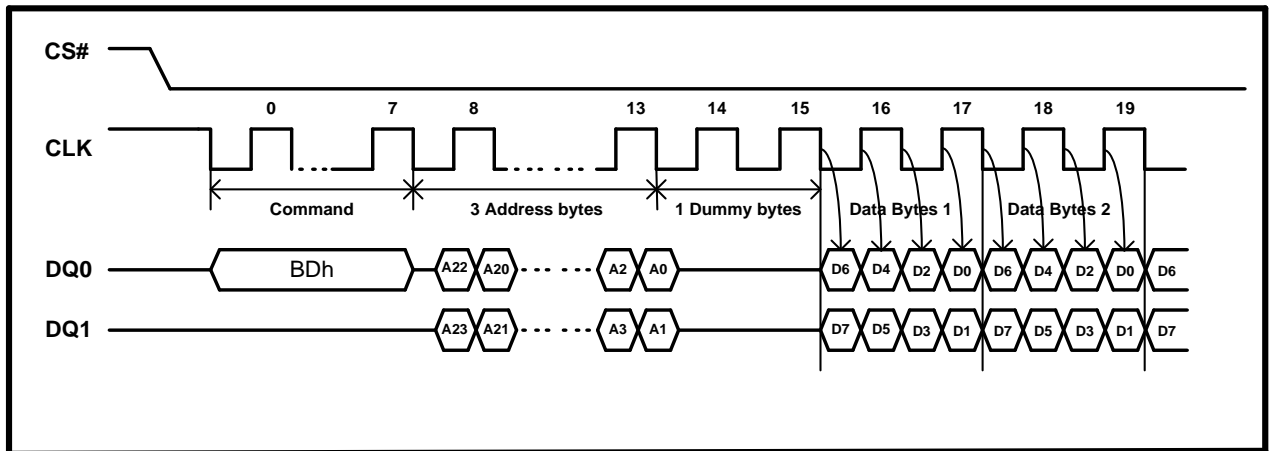 CS#
0 7 8 13 14 15 16 17 18 19
CLK
Command 3 Address bytes 1 Dummy bytes Data Bytes 1 Data Bytes 2
DQ0 BDh A22 A20 A2 A0 D6 D4 D2 D0 D6 D4 D2 D0 D6
DQ1 A23 A21 A3 A1 D7 D5 D3 D1 D7 D5 D3 D1 D7